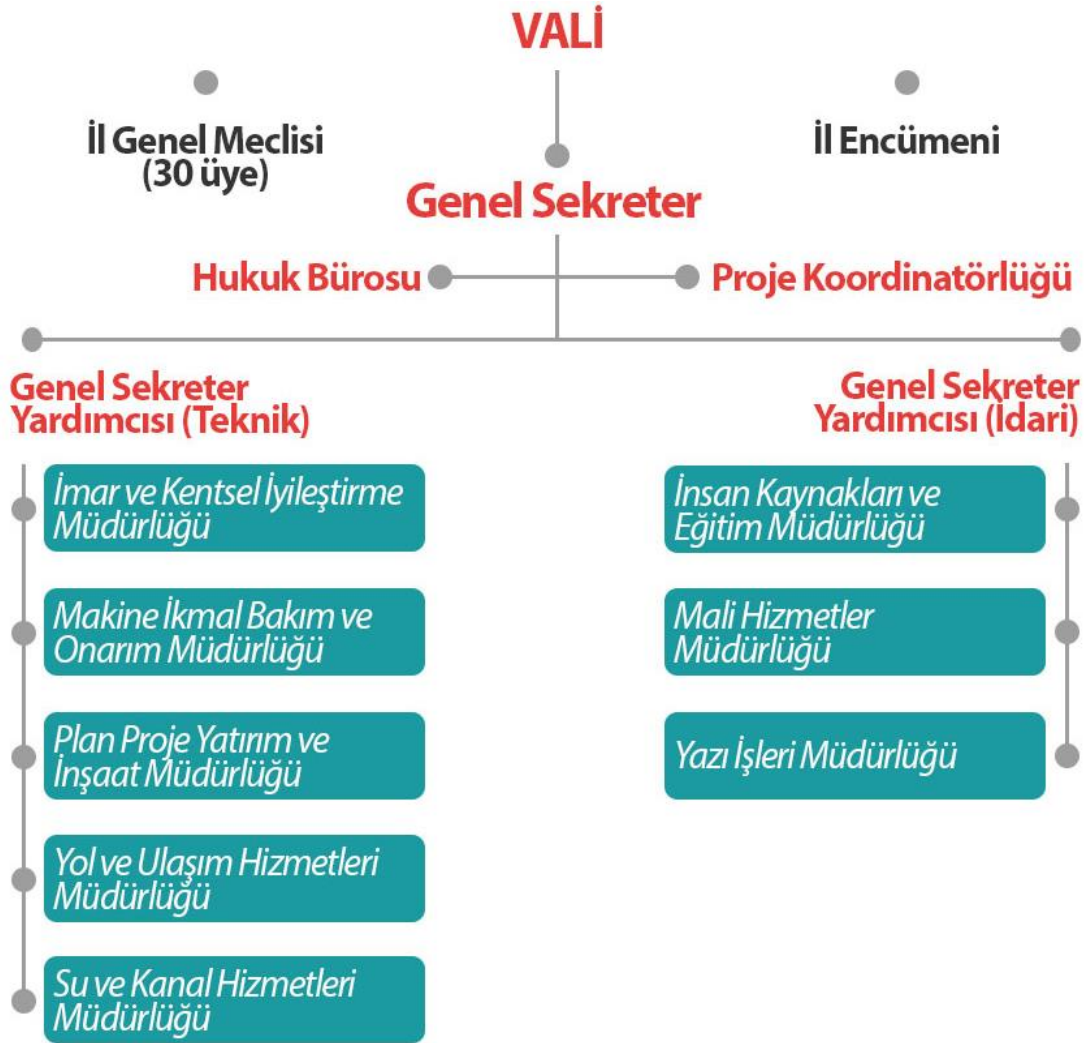 VALİ
İl Genel Meclisi
(30 üye)
İl Encümeni
Genel Sekreter
Hukuk Bürosu
Proje Koordinatörlüğü
Genel Sekreter
Yardımcısı (Teknik)
İmar ve Kentsel İyileştirme
Müdürlüğü
Makine İkmal Bakım ve
Onarım Müdürlüğü
Plan Proje Yatırım ve
İnşaat Müdürlüğü
Yol ve Ulaşım Hizmetleri
Müdürlüğü
Su ve Kanal Hizmetleri
Müdürlüğü
Genel Sekreter
Yardımcısı (İdari)
İnsan Kaynakları ve
Eğitim Müdürlüğü
Mali Hizmetler
Müdürlüğü
Yazı İşleri Müdürlüğü